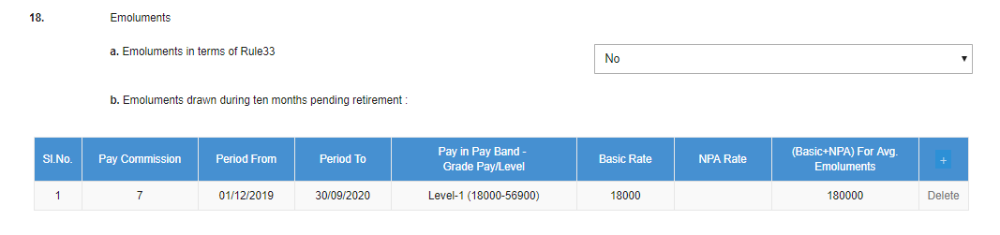 18. Emoluments
a. Emoluments in terms of Rule33
No
b. Emoluments drawn during ten months pending retirement :
Sl.No. Pay Commission Period From Period To Pay in Pay Band - Grade Pay/Level Basic Rate NPA Rate (Basic+NPA) For Avg. Emoluments +
1 7 01/12/2019 30/09/2020 Level-1 (18000-56900) 18000 180000 Delete